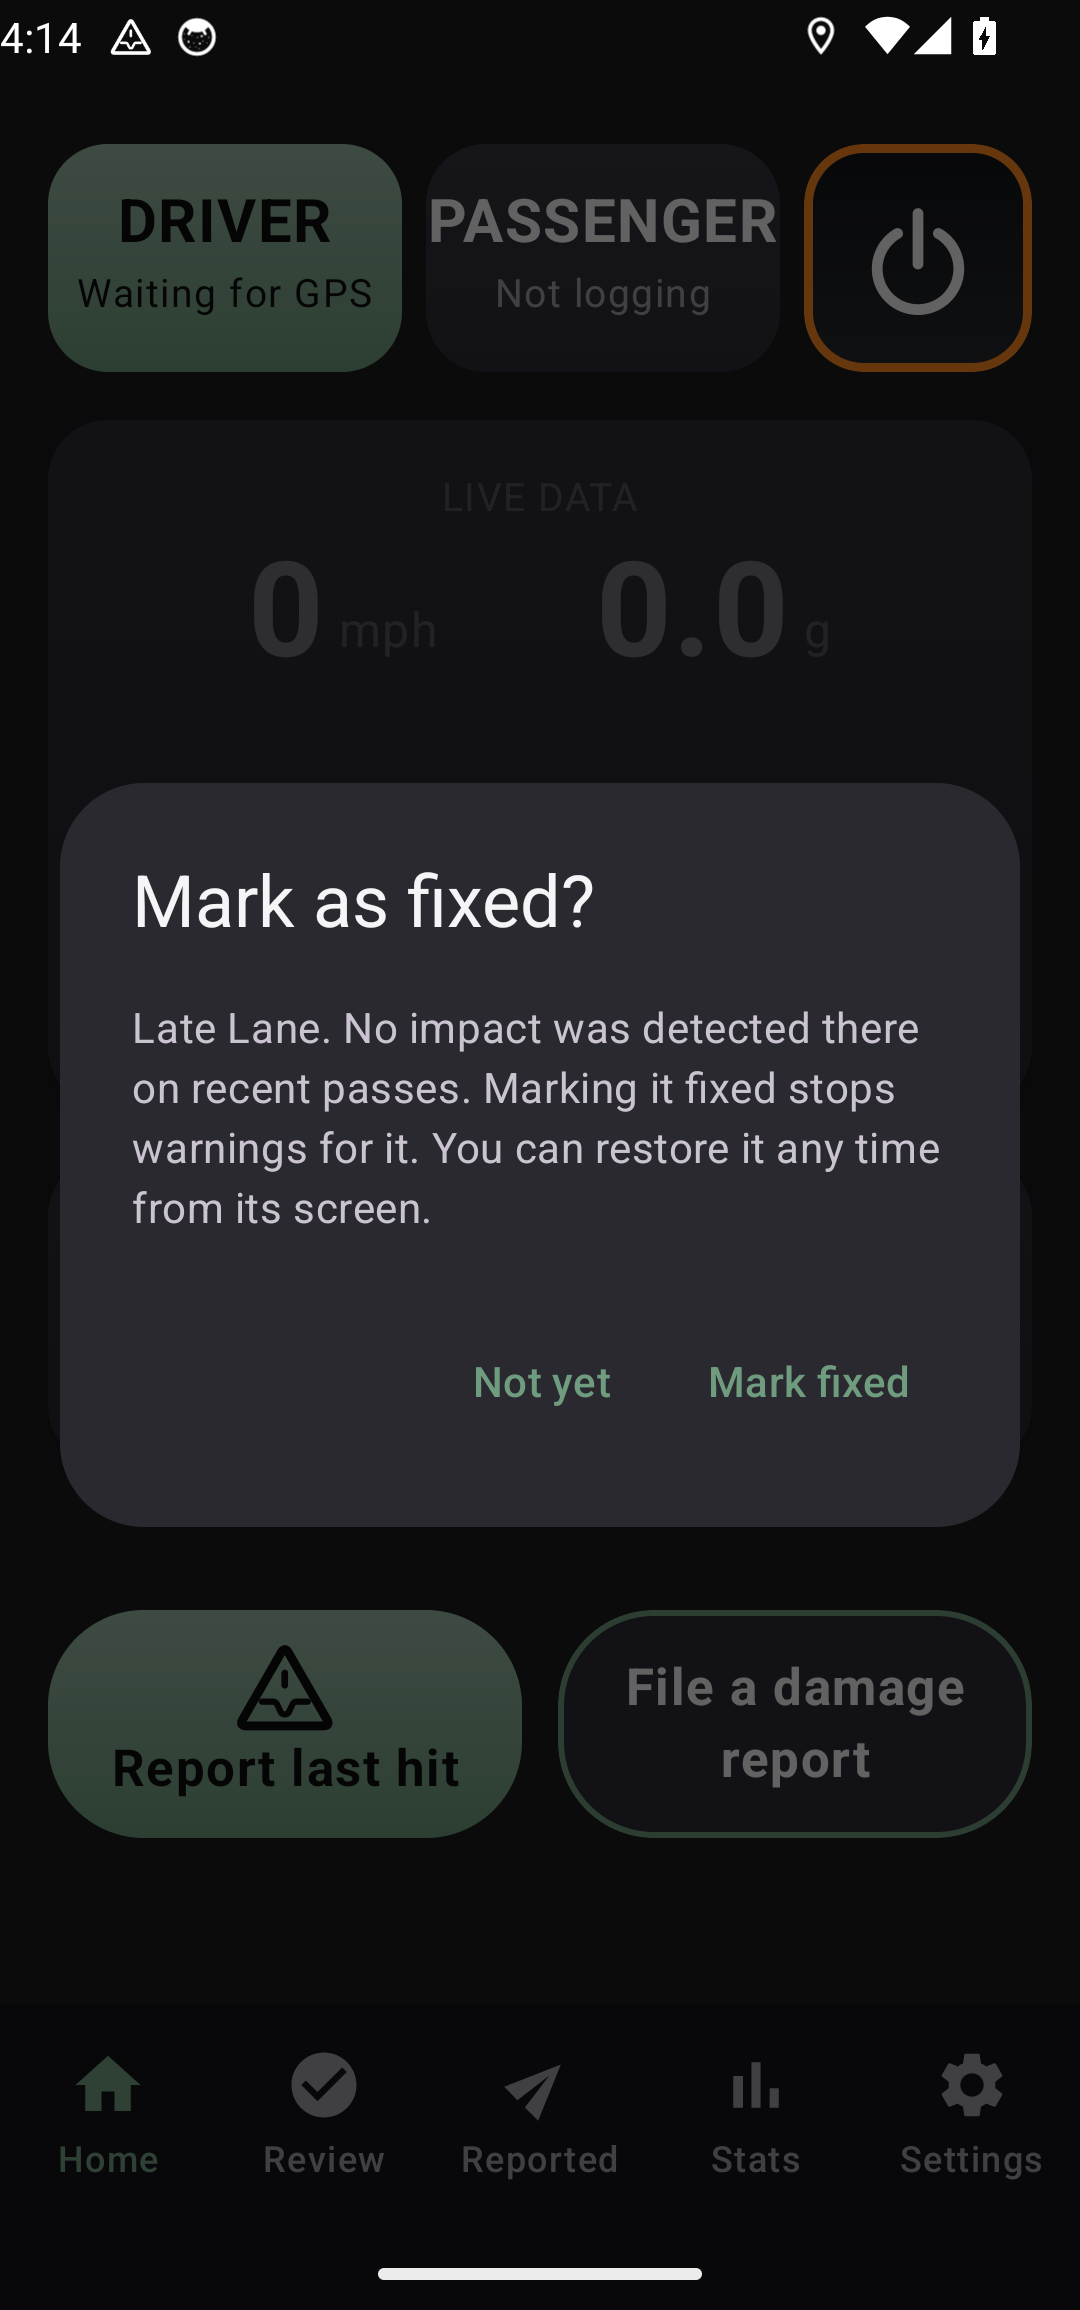 4:14
DRIVER
Waiting for GPS
PASSENGER
Not logging
LIVE DATA
0 mph
0.0 g
Mark as fixed?
Late Lane. No impact was detected there
on recent passes. Marking it fixed stops
warnings for it. You can restore it any time
from its screen.
Not yet
Mark fixed
Report last hit
File a damage
report
Home
Review
Reported
Stats
Settings